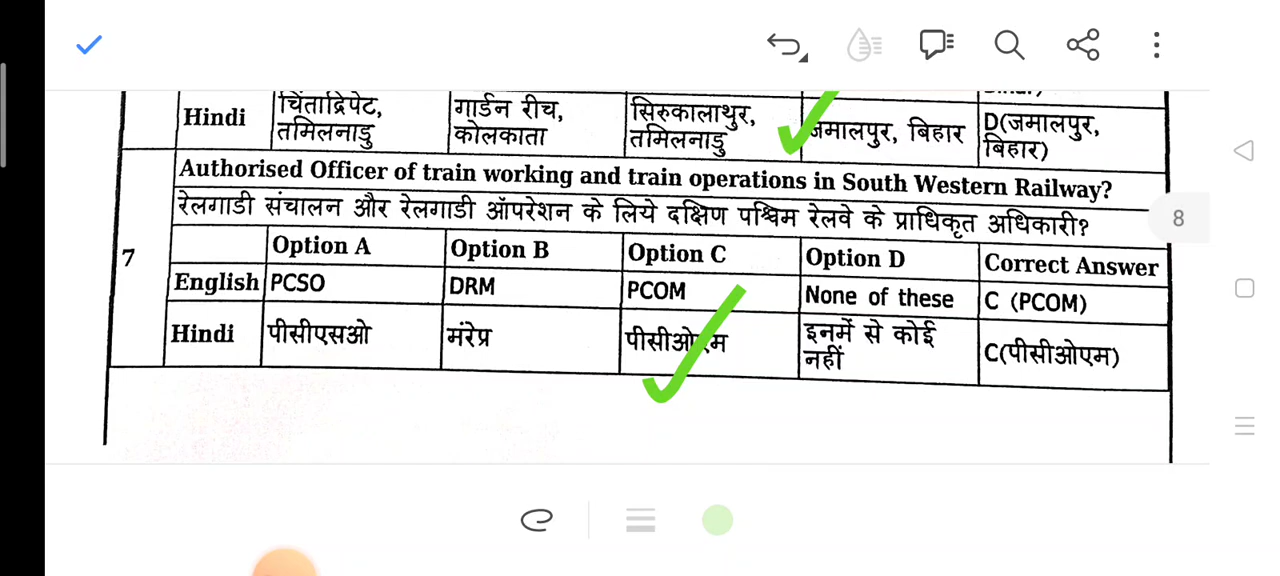 Hindi
चिंताद्रिपेट,
तमिलनाडु
गार्डन रीच,
कोलकाता
सिरुकालाथुर,
तमिलनाडु
जमालपुर, बिहार
D(जमालपुर,
बिहार)
7
Authorised Officer of train working and train operations in South Western Railway?
रेलगाडी संचालन और रेलगाडी ऑपरेशन के लिये दक्षिण पश्चिम रेलवे के प्राधिकृत अधिकारी?
Option A Option B Option C Option D Correct Answer
English PCSO DRM PCOM None of these C (PCOM)
Hindi पीसीएसओ मंरेप्र पीसीओएम इनमें से कोई
नहीं
C(पीसीओएम)
8